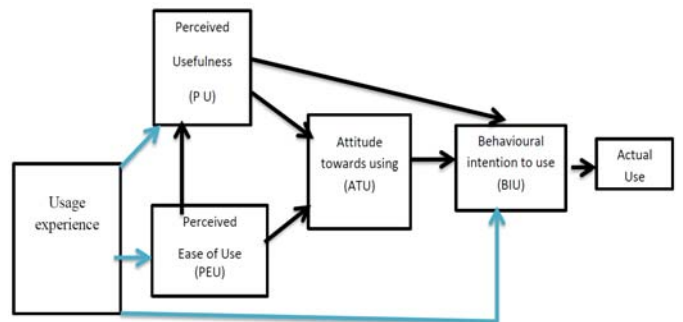 Perceived
Usefulness
(P U)
Attitude
towards using
(ATU)
Behavioural
intention to use
(BIU)
Actual
Use
Usage
experience
Perceived
Ease of Use
(PEU)